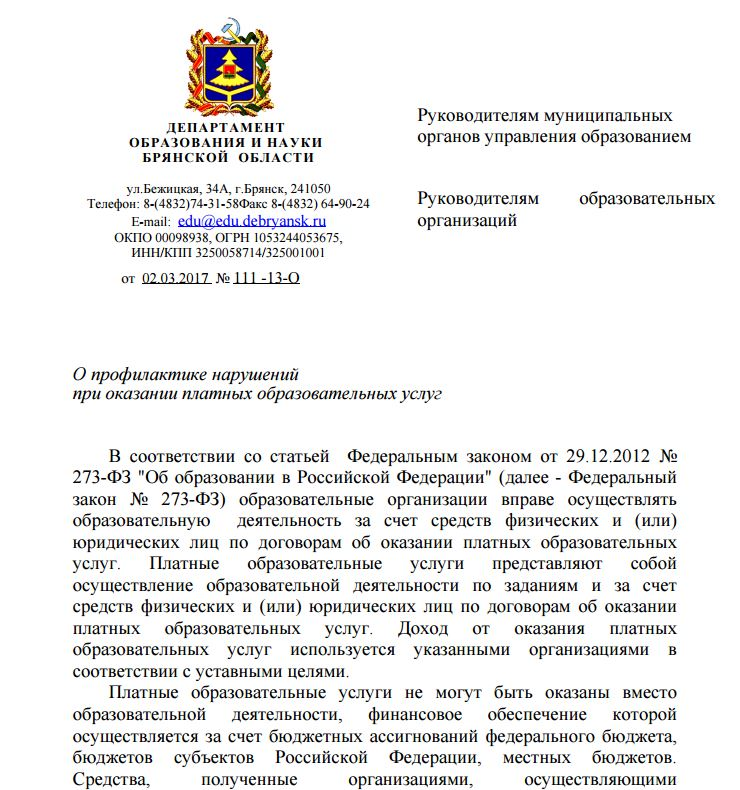 ДЕПАРТАМЕНТ
ОБРАЗОВАНИЯ И НАУКИ
БРЯНСКОЙ ОБЛАСТИ
ул.Бежицкая, 34А, г.Брянск, 241050
Телефон: 8-(4832)74-31-58Факс 8-(4832) 64-90-24
E-mail: edu@edu.debryansk.ru
ОКПО 00098938, ОГРН 1053244053675,
ИНН/КПП 3250058714/325001001
от 02.03.2017 № 111 -13-О
Руководителям муниципальных
органов управления образованием
Руководителям образовательных
организаций
О профилактике нарушений
при оказании платных образовательных услуг
В соответствии со статьей Федеральным законом от 29.12.2012 №
273-ФЗ "Об образовании в Российской Федерации" (далее - Федеральный
закон № 273-ФЗ) образовательные организации вправе осуществлять
образовательную деятельность за счет средств физических и (или)
юридических лиц по договорам об оказании платных образовательных
услуг. Платные образовательные услуги представляют собой
осуществление образовательной деятельности по заданиям и за счет
средств физических и (или) юридических лиц по договорам об оказании
платных образовательных услуг. Доход от оказания платных
образовательных услуг используется указанными организациями в
соответствии с уставными целями.
Платные образовательные услуги не могут быть оказаны вместо
образовательной деятельности, финансовое обеспечение которой
осуществляется за счет бюджетных ассигнований федерального бюджета,
бюджетов субъектов Российской Федерации, местных бюджетов.
Средства, полученные организациями, осуществляющими